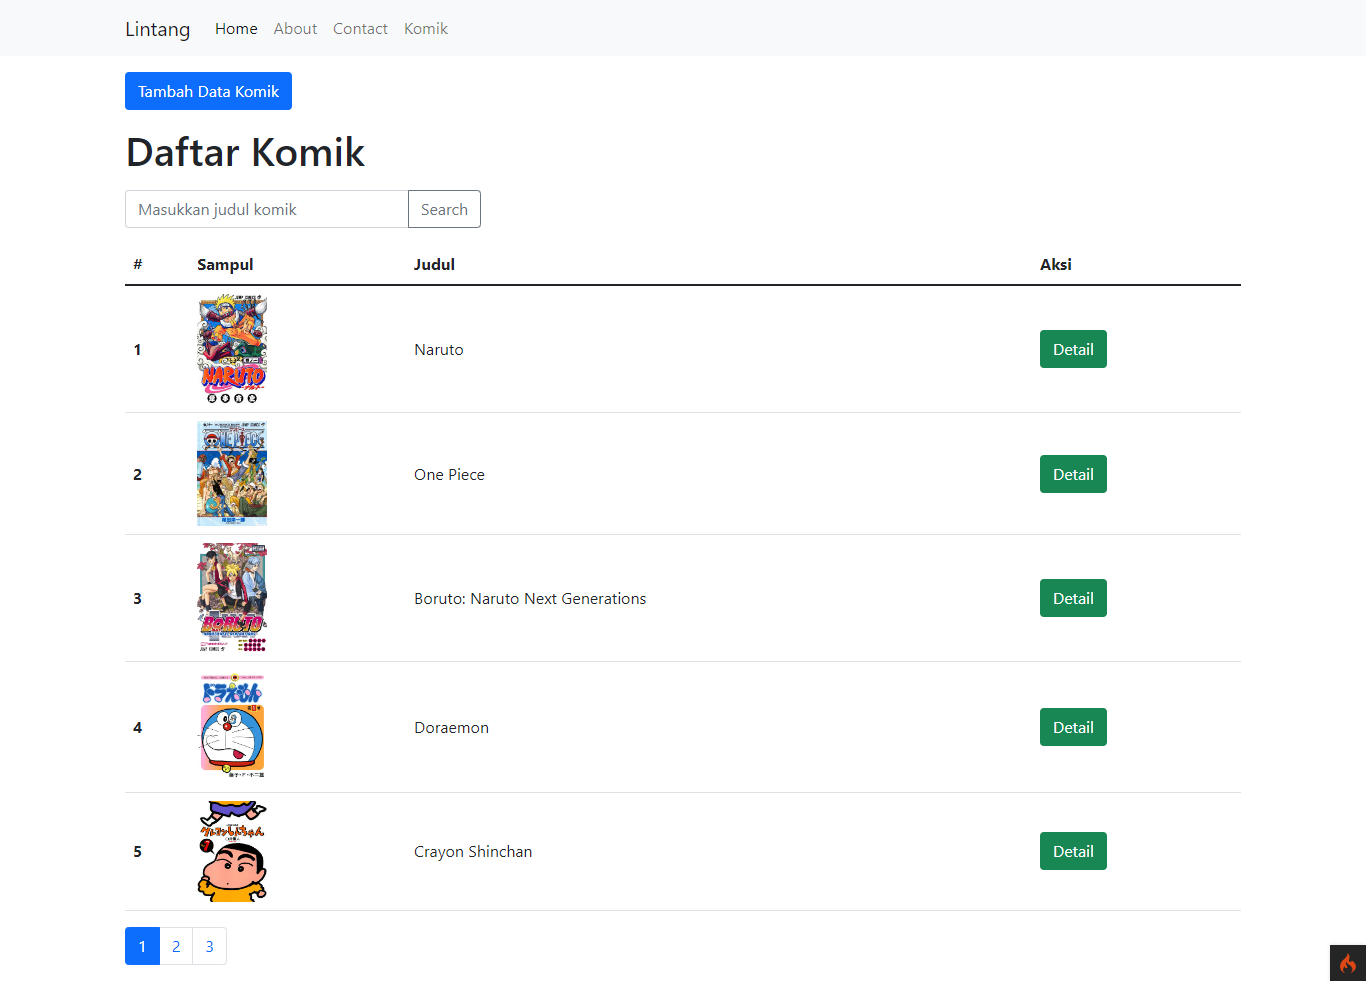 Lintang Home About Contact Komik
Tambah Data Komik
Daftar Komik
Masukkan judul komik Search
# Sampul Judul Aksi
NARUTO
1 Naruto Detail
ONE PIECE
2 One Piece Detail
BORUTO
3 Boruto: Naruto Next Generations Detail
ドラえもん
4 Doraemon Detail
クレヨンしんちゃん
5 Crayon Shinchan Detail
1 2 3